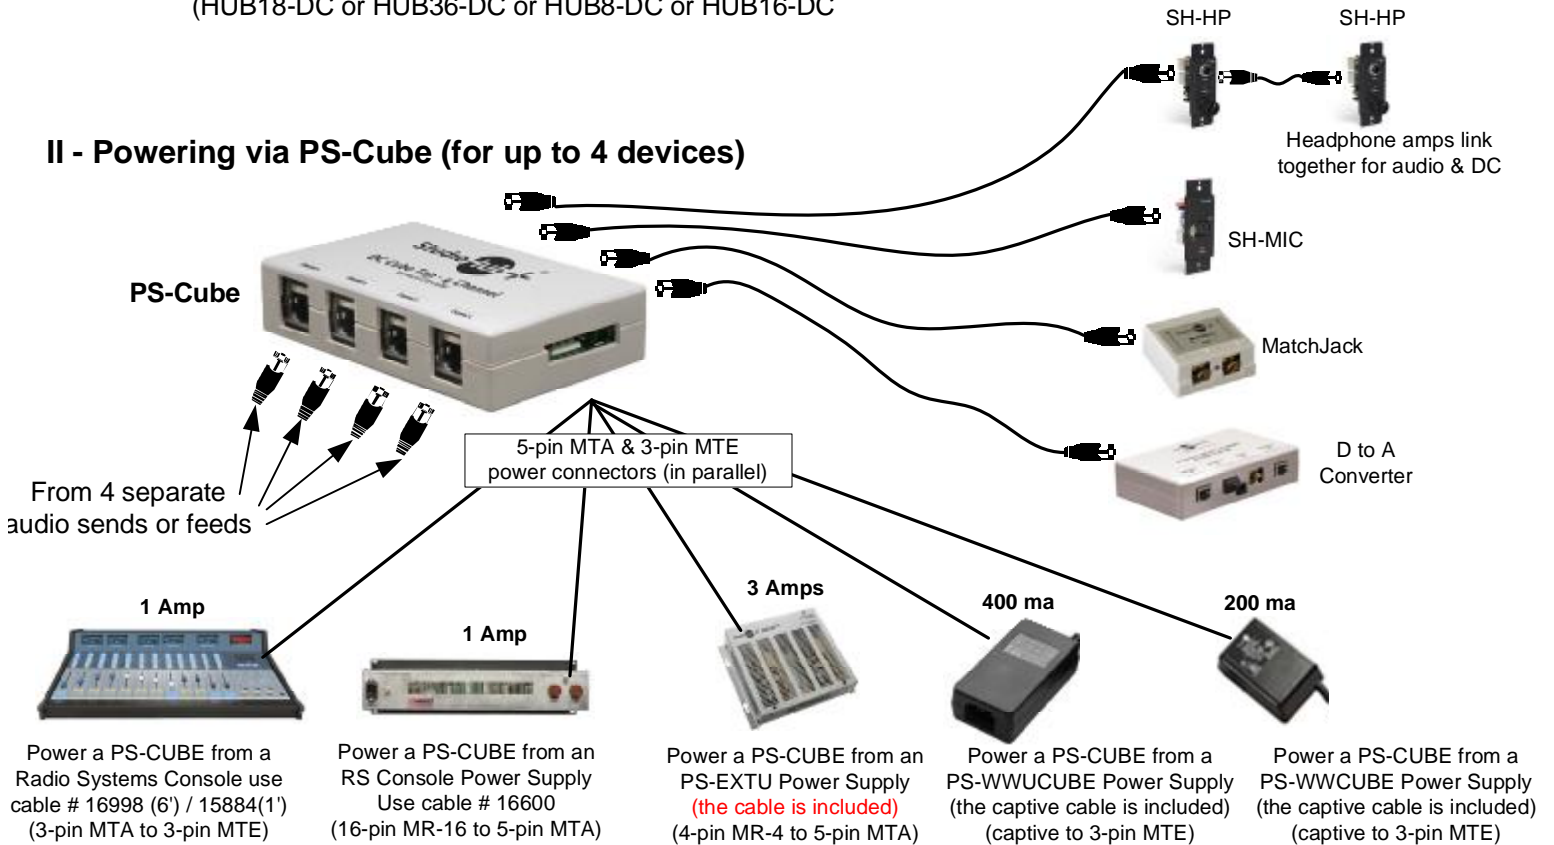 (HUB18-DC or HUB36-DC or HUB8-DC or HUB16-DC
SH-HP
SH-HP
Headphone amps link
together for audio & DC
II - Powering via PS-Cube (for up to 4 devices)
PS-Cube
Studio
DC Cube Tap - 4 Channel
SH-MIC
MatchJack
D to A
Converter
5-pin MTA & 3-pin MTE
power connectors (in parallel)
From 4 separate
audio sends or feeds
1 Amp
1 Amp
3 Amps
400 ma
200 ma
Power a PS-CUBE from a
Radio Systems Console use
cable # 16998 (6') / 15884(1')
(3-pin MTA to 3-pin MTE)
Power a PS-CUBE from an
RS Console Power Supply
Use cable # 16600
(16-pin MR-16 to 5-pin MTA)
Power a PS-CUBE from an
PS-EXTU Power Supply
(the cable is included)
(4-pin MR-4 to 5-pin MTA)
Power a PS-CUBE from a
PS-WWUCUBE Power Supply
(the captive cable is included)
(captive to 3-pin MTE)
Power a PS-CUBE from a
PS-WWCUBE Power Supply
(the captive cable is included)
(captive to 3-pin MTE)